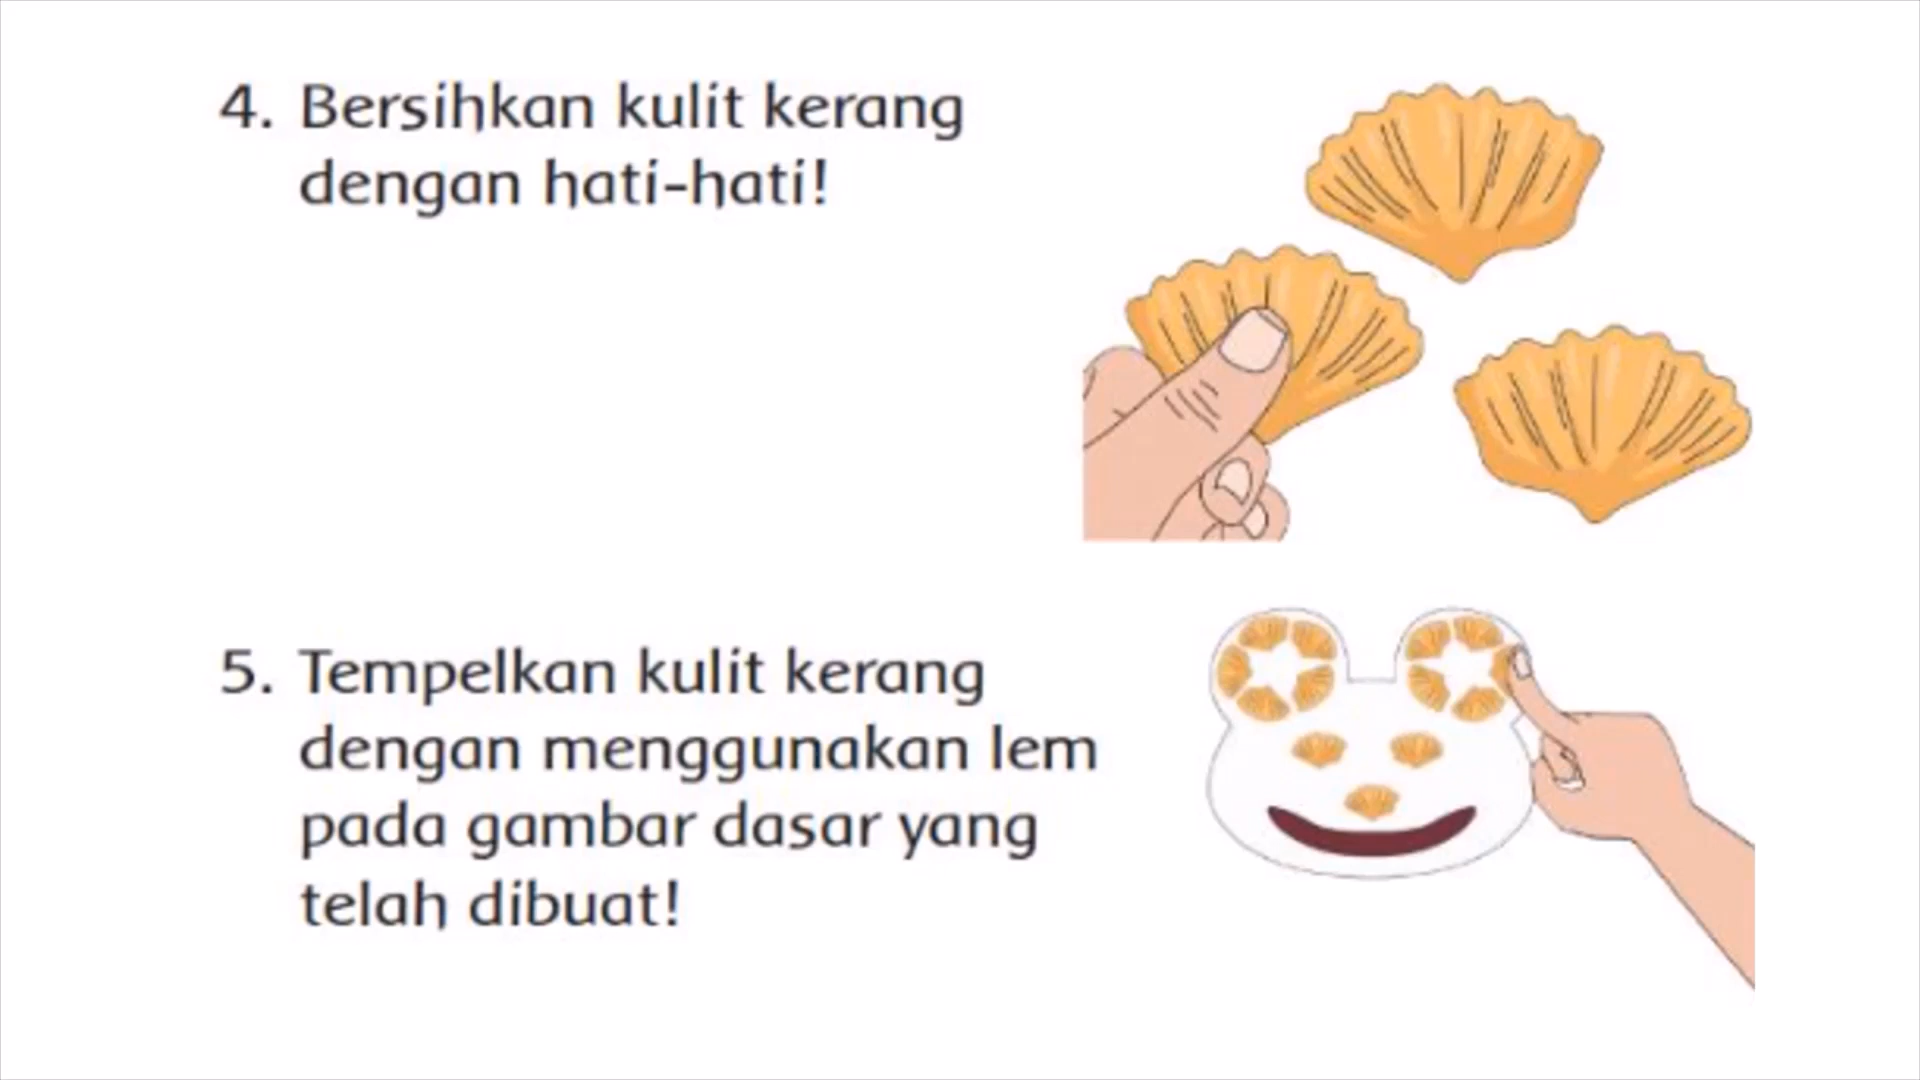 4. Bersihkan kulit kerang
dengan hati-hati!
5. Tempelkan kulit kerang
dengan menggunakan lem
pada gambar dasar yang
telah dibuat!